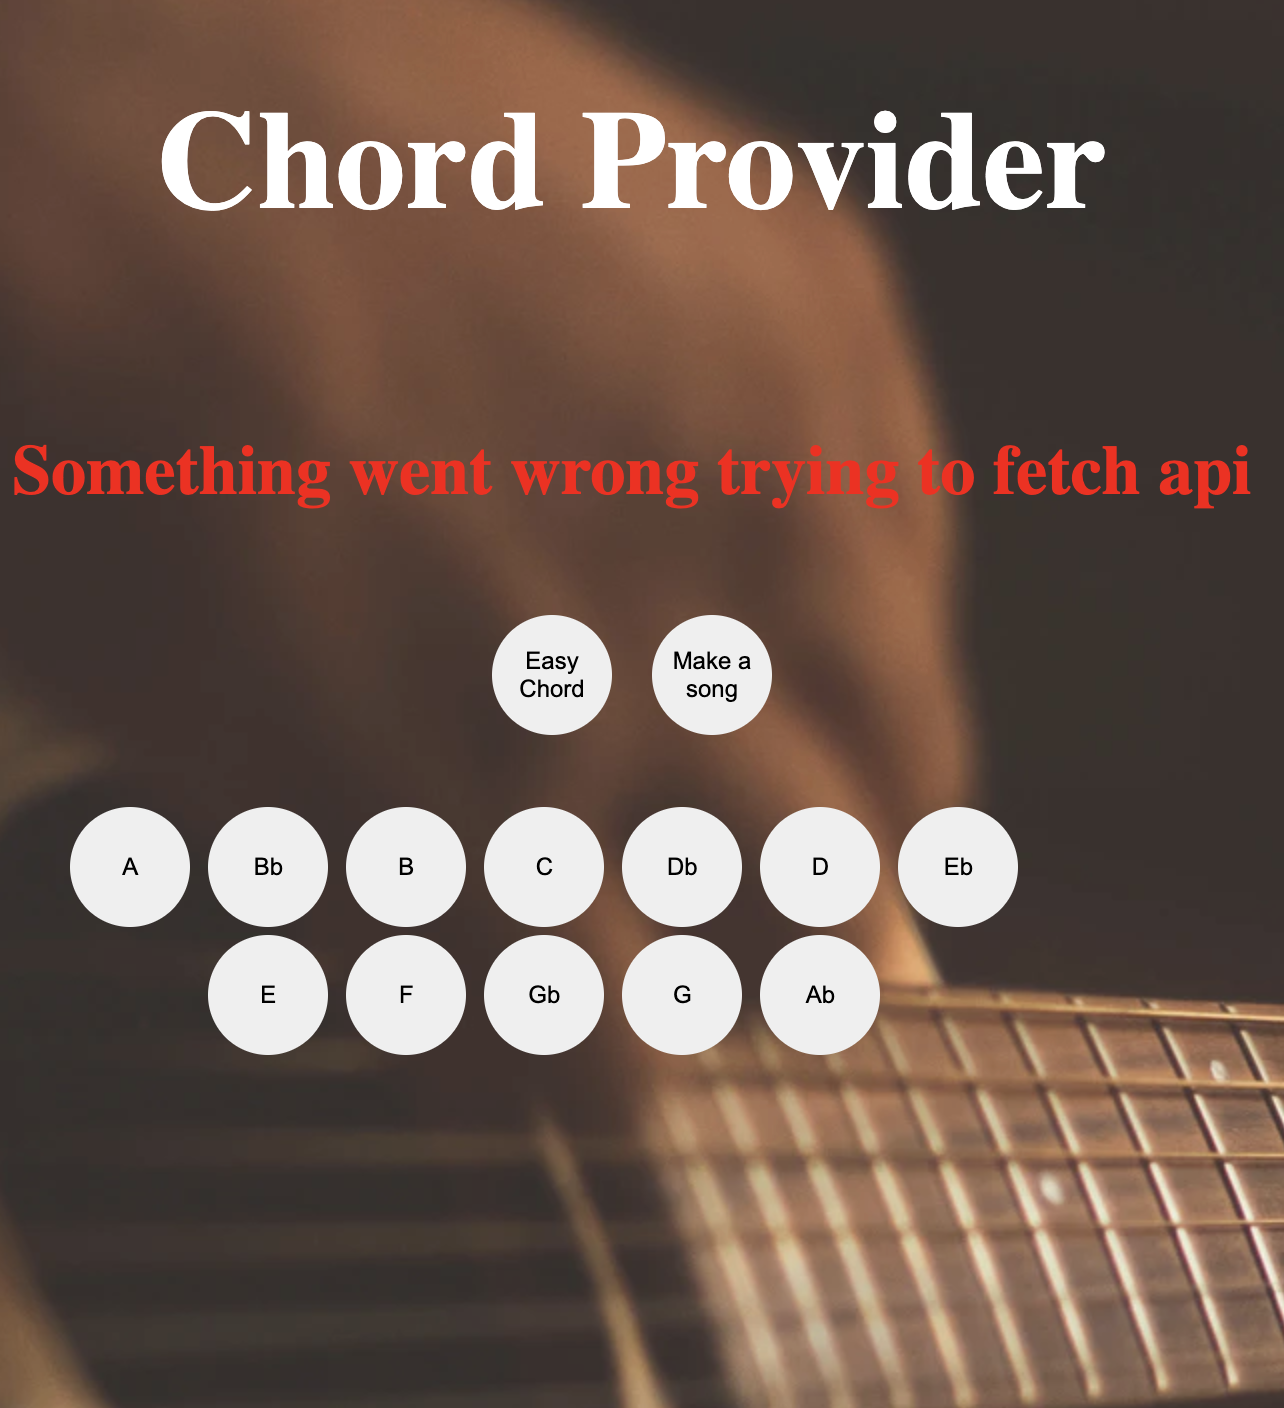 Chord Provider
Something went wrong trying to fetch api
Easy
Chord
Make a
song
A Bb B C Db D Eb
E F Gb G Ab